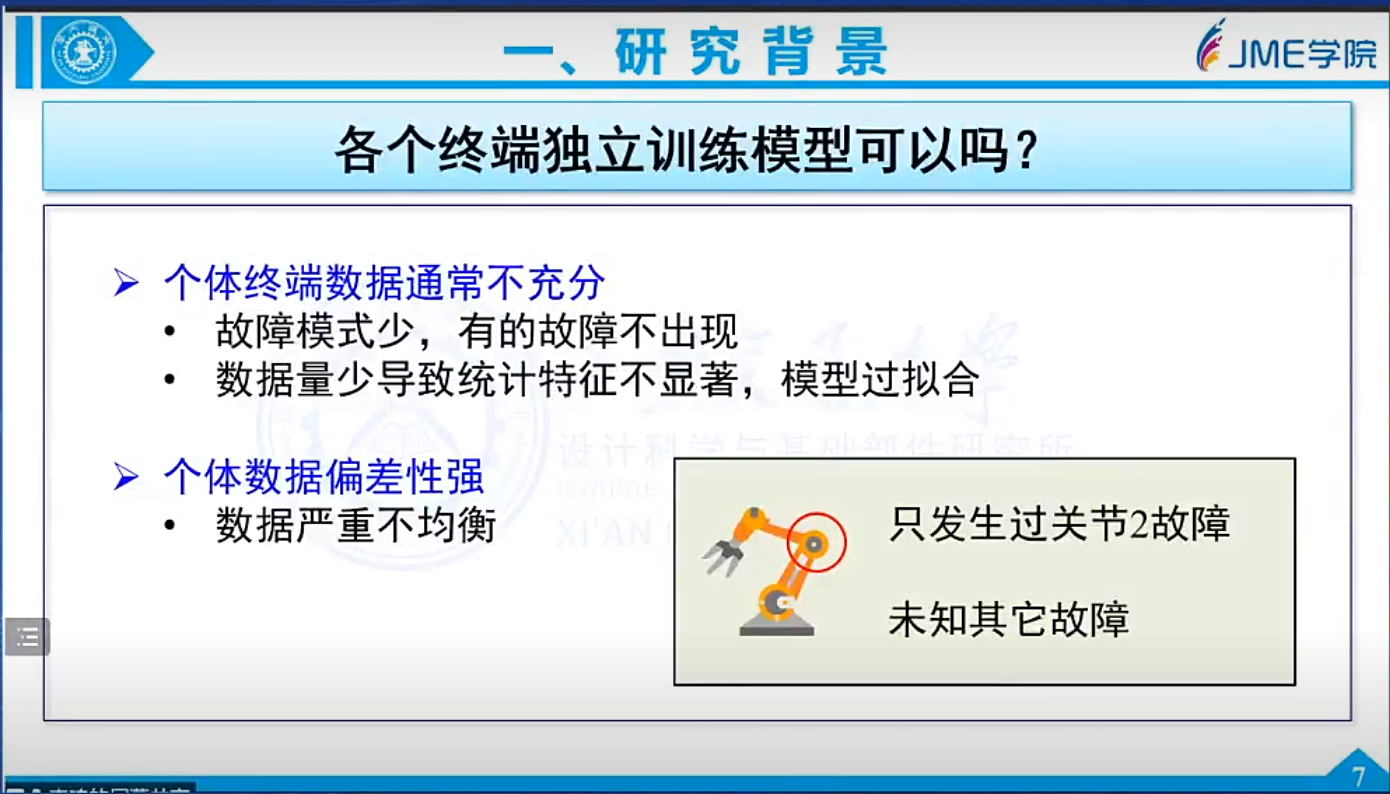 一、研究背景
JME学院
各个终端独立训练模型可以吗？
➢ 个体终端数据通常不充分
• 故障模式少，有的故障不出现
• 数据量少导致统计特征不显著，模型过拟合
设计科学与基础部件研究所
INSTITUTE
➢ 个体数据偏差性强
XI'AN
• 数据严重不均衡
只发生过关节2故障
未知其它故障
7